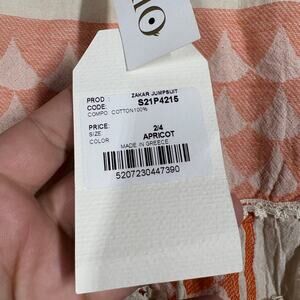 PROD : ZAKAR JUMPSUIT
CODE: S21P4215
COMPO COTTON100%
PRICE:
SIZE 2/4
COLOR APRICOT
MADE IN GREECE
5207230447390